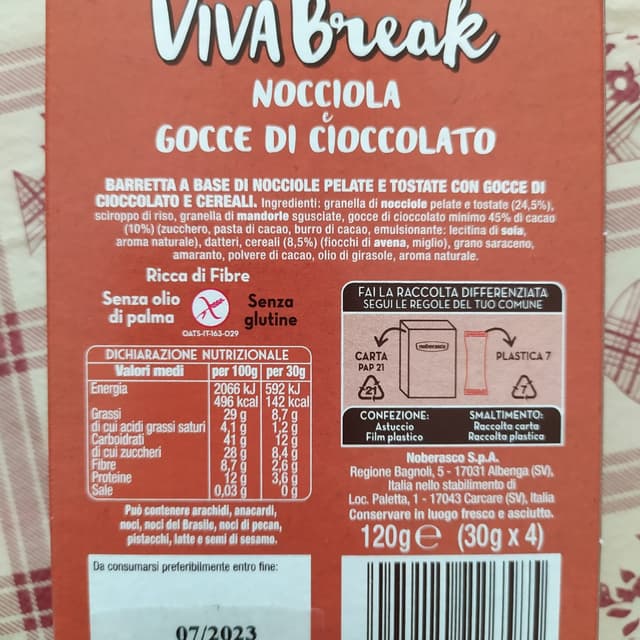 VIVA Break
NOCCIOLA
e
GOCCE DI CIOCCOLATO
BARRETTA A BASE DI NOCCIOLE PELATE E TOSTATE CON GOCCE DI
CIOCCOLATO E CEREALI. Ingredienti: granella di nocciole pelate e tostate (24,5%),
sciroppo di riso, granella di mandorle sgusciate, gocce di cioccolato minimo 45% di cacao
(10%) (zucchero, pasta di cacao, burro di cacao, emulsionante: lecitina di soia,
aroma naturale), datteri, cereali (8,5%) (fiocchi di avena, miglio), grano saraceno,
amaranto, polvere di cacao, olio di girasole, aroma naturale.
Ricca di Fibre
Senza olio
di palma
OATS-IT-163-029
Senza
glutine
DICHIARAZIONE NUTRIZIONALE
Valori medi per 100g per 30g
Energia 2066 kJ 592 kJ
496 kcal 142 kcal
Grassi 29 g 8,7 g
di cui acidi grassi saturi 4,1 g 1,2 g
Carboidrati 41 g 12 g
di cui zuccheri 28 g 8,4 g
Fibre 8,7 g 2,6 g
Proteine 12 g 3,6 g
Sale 0,03 g 0 g
Può contenere arachidi, anacardi,
noci, noci del Brasile, noci di pecan,
pistacchi, latte e semi di sesamo.
Da consumarsi preferibilmente entro fine:
07/2023
FAI LA RACCOLTA DIFFERENZIATA
SEGUI LE REGOLE DEL TUO COMUNE
noberasco
CARTA
PAP 21
21
PLASTICA 7
7
CONFEZIONE:
Astuccio
Film plastico
SMALTIMENTO:
Raccolta carta
Raccolta plastica
Noberasco S.p.A.
Regione Bagnoli, 5 - 17031 Albenga (SV),
Italia nello stabilimento di
Loc. Paletta, 1 - 17043 Carcare (SV), Italia
Conservare in luogo fresco e asciutto.
120g e (30g x 4)